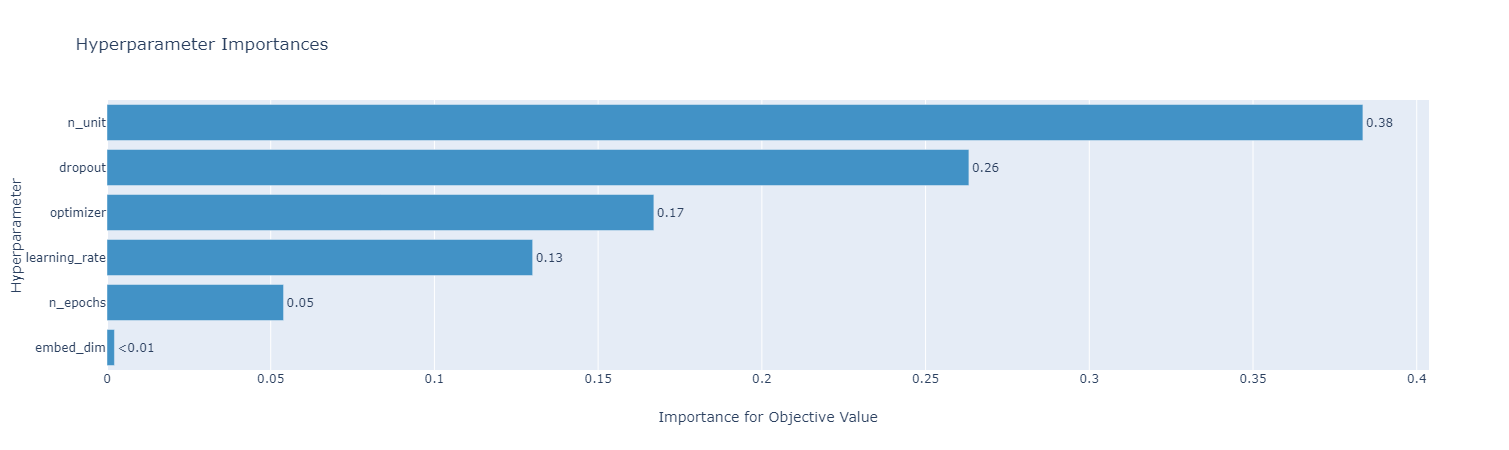 Hyperparameter Importances
Hyperparameter
n_unit 0.38
dropout 0.26
optimizer 0.17
learning_rate 0.13
n_epochs 0.05
embed_dim <0.01
0 0.05 0.1 0.15 0.2 0.25 0.3 0.35 0.4
Importance for Objective Value